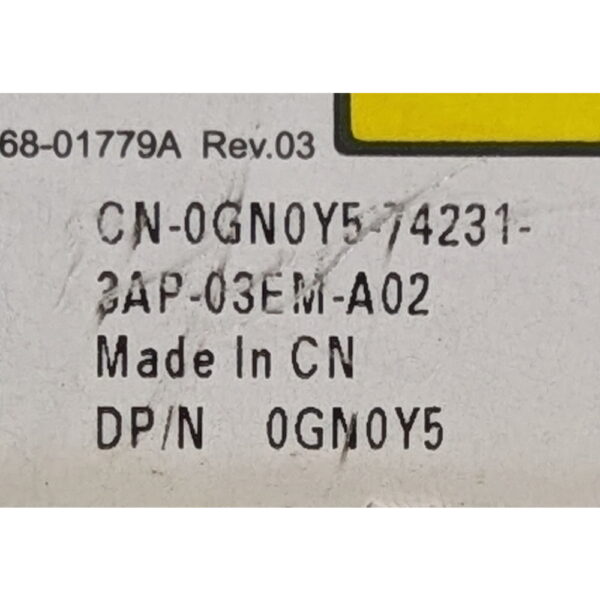 68-01779A Rev.03
CN-0GN0Y5-74231-
3AP-03EM-A02
Made In CN
DP/N 0GN0Y5